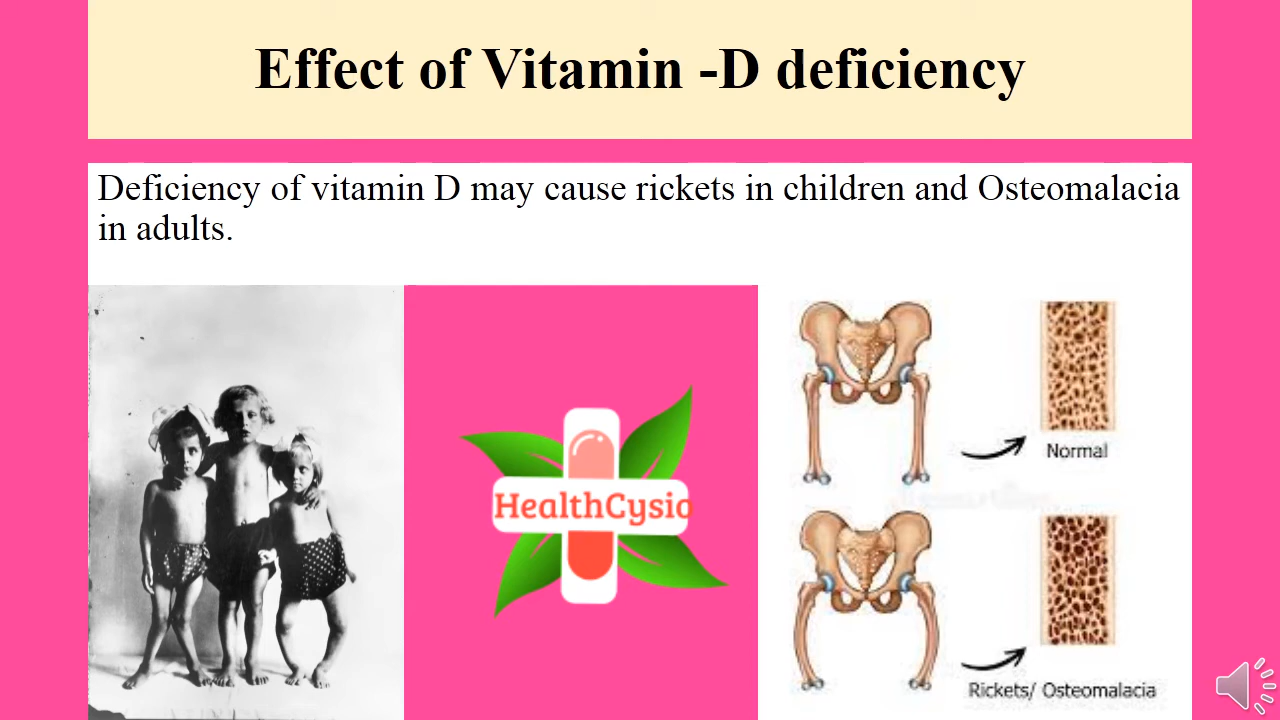 Effect of Vitamin -D deficiency
Deficiency of vitamin D may cause rickets in children and Osteomalacia
in adults.
HealthCysio
Normal
Rickets/ Osteomalacia